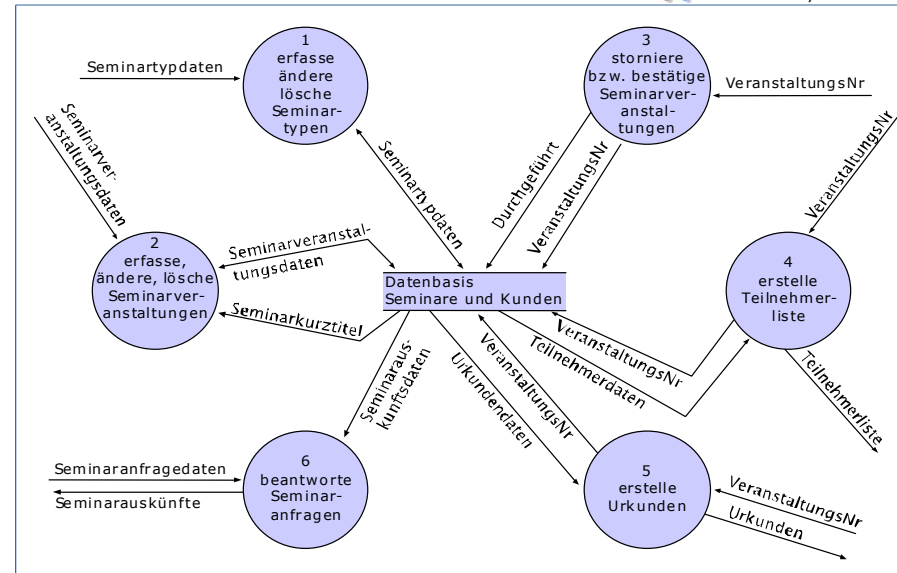 1
erfasse
ändere
lösche
Seminar-
typen
Seminartypdaten
3
storniere
bzw. bestätige
Seminarver-
anstal-
tungen
VeranstaltungsNr
Seminarver-
anstaltungsdaten
Seminartypdaten
Durchgeführt
VeranstaltungsNr
VeranstaltungsNr
2
erfasse,
ändere, lösche
Seminarver-
anstaltungen
Seminarveranstal-
tungsdaten
Seminarkurztitel
Datenbasis
Seminare und Kunden
4
erstelle
Teilnehmer-
liste
VeranstaltungsNr
Teilnehmerdaten
Teilnehmerliste
Seminaraus-
kunftsdaten
Urkundendaten
VeranstaltungsNr
Seminaranfragedaten
Seminarauskünfte
6
beantworte
Seminar-
anfragen
5
erstelle
Urkunden
VeranstaltungsNr
Urkunden